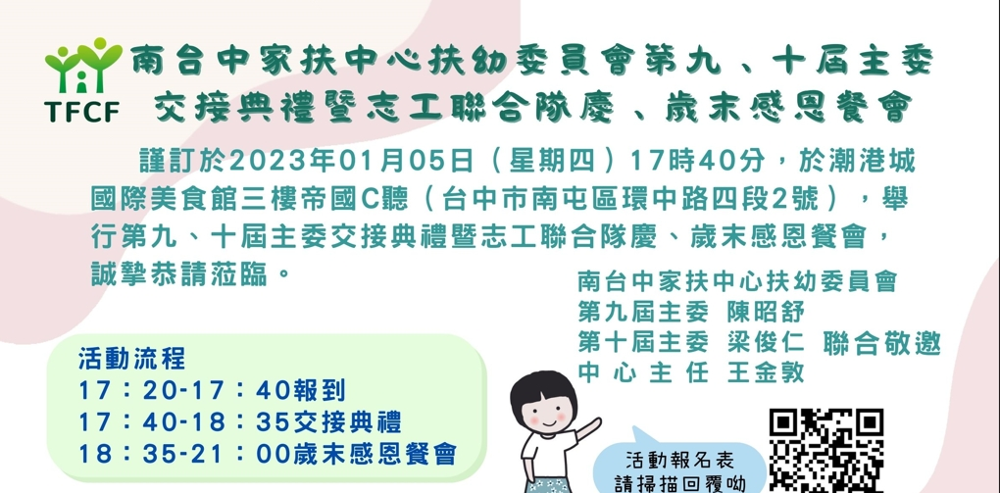 TFCF
南台中家扶中心扶幼委員會第九、十屆主委
交接典禮暨志工聯合隊慶、歲末感恩餐會
謹訂於2023年01月05日（星期四）17時40分，於潮港城
國際美食館三樓帝國C聽（台中市南屯區環中路四段2號），舉
行第九、十屆主委交接典禮暨志工聯合隊慶、歲末感恩餐會，
誠摯恭請蒞臨。
南台中家扶中心扶幼委員會
第九屆主委 陳昭舒
第十屆主委 梁俊仁 聯合敬邀
中心主任 王金敦
活動流程
17：20-17：40報到
17：40-18：35交接典禮
18：35-21：00歲末感恩餐會
活動報名表
請掃描回覆呦